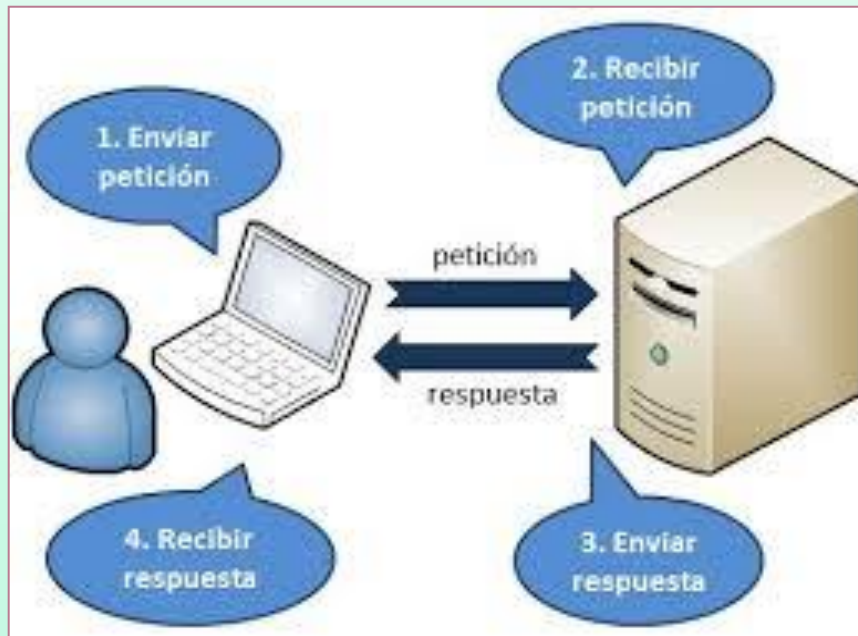 1. Enviar
petición
2. Recibir
petición
petición
respuesta
3. Enviar
respuesta
4. Recibir
respuesta